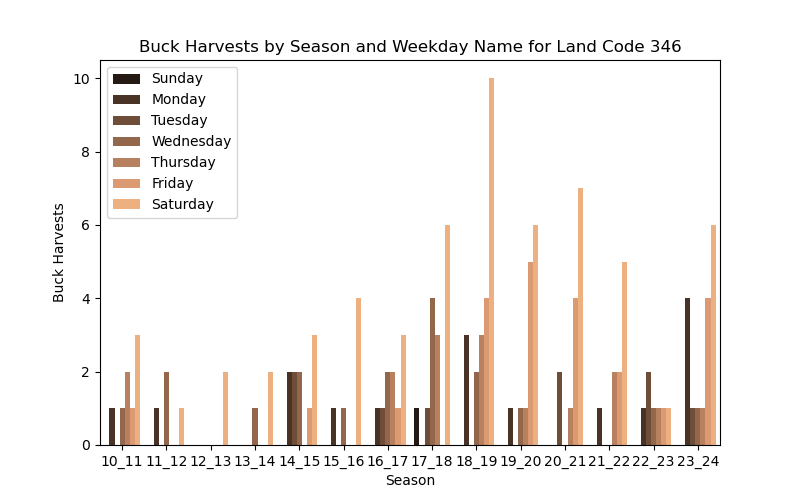 Buck Harvests by Season and Weekday Name for Land Code 346
Sunday
Monday
Tuesday
Wednesday
Thursday
Friday
Saturday
10
8
6
4
2
0
Buck Harvests
10_11 11_12 12_13 13_14 14_15 15_16 16_17 17_18 18_19 19_20 20_21 21_22 22_23 23_24
Season